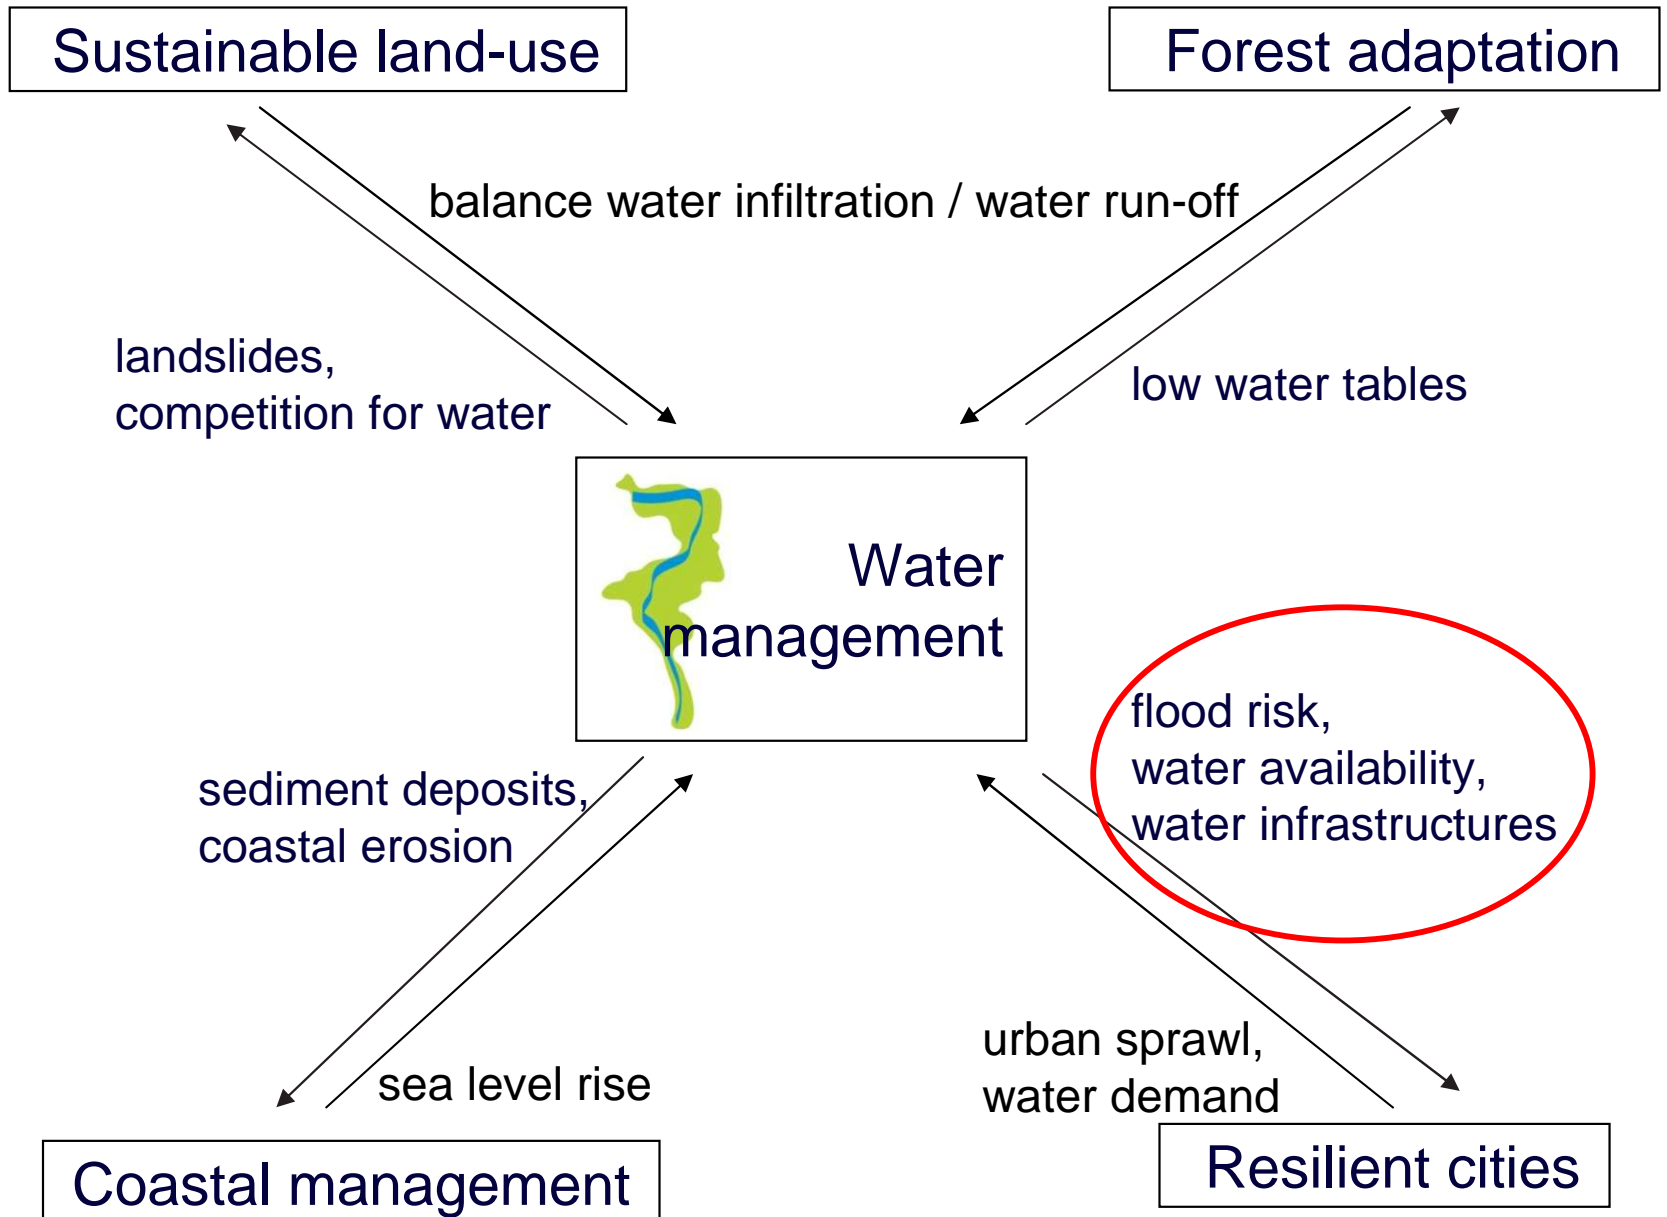 Sustainable land-use
Forest adaptation
balance water infiltration / water run-off
landslides,
competition for water
low water tables
Water
management
flood risk,
water availability,
water infrastructures
sediment deposits,
coastal erosion
urban sprawl,
water demand
sea level rise
Coastal management
Resilient cities